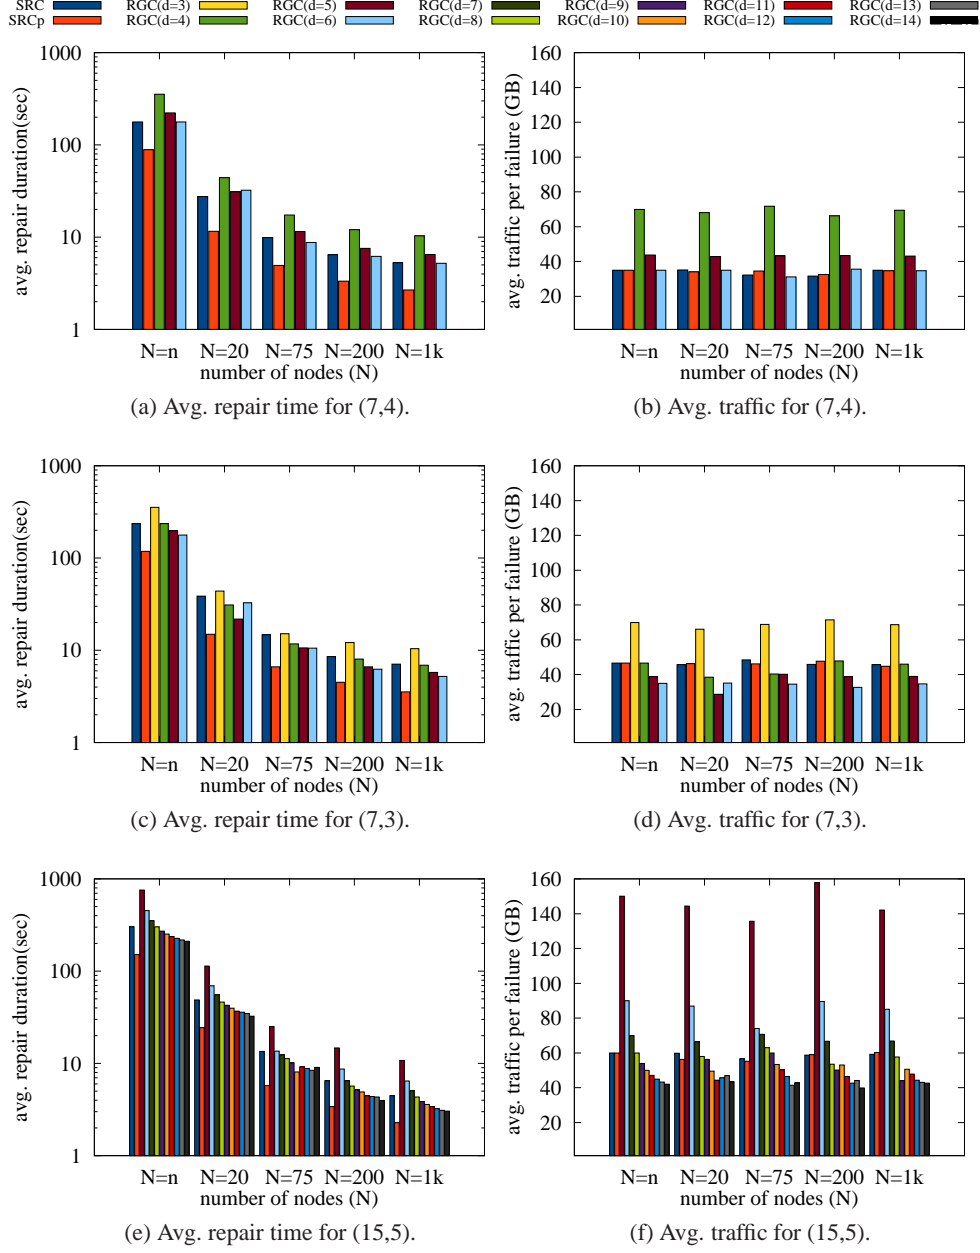 SRC RGC(d=3) RGC(d=5) RGC(d=7) RGC(d=9) RGC(d=11) RGC(d=13)
SRCp RGC(d=4) RGC(d=6) RGC(d=8) RGC(d=10) RGC(d=12) RGC(d=14)
avg. repair duration(sec)
1000
100
10
1
N=n N=20 N=75 N=200 N=1k
number of nodes (N)
(a) Avg. repair time for (7,4).
avg. traffic per failure (GB)
160
140
120
100
80
60
40
20
N=n N=20 N=75 N=200 N=1k
number of nodes (N)
(b) Avg. traffic for (7,4).
avg. repair duration(sec)
1000
100
10
1
N=n N=20 N=75 N=200 N=1k
number of nodes (N)
(c) Avg. repair time for (7,3).
avg. traffic per failure (GB)
160
140
120
100
80
60
40
20
N=n N=20 N=75 N=200 N=1k
number of nodes (N)
(d) Avg. traffic for (7,3).
avg. repair duration(sec)
1000
100
10
1
N=n N=20 N=75 N=200 N=1k
number of nodes (N)
(e) Avg. repair time for (15,5).
avg. traffic per failure (GB)
160
140
120
100
80
60
40
20
N=n N=20 N=75 N=200 N=1k
number of nodes (N)
(f) Avg. traffic for (15,5).